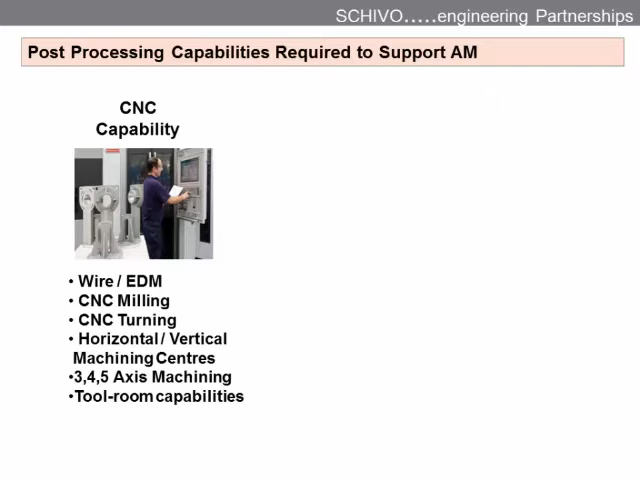 SCHIVO.....engineering Partnerships
Post Processing Capabilities Required to Support AM
CNC
Capability
• Wire / EDM
• CNC Milling
• CNC Turning
• Horizontal / Vertical
Machining Centres
•3,4,5 Axis Machining
•Tool-room capabilities